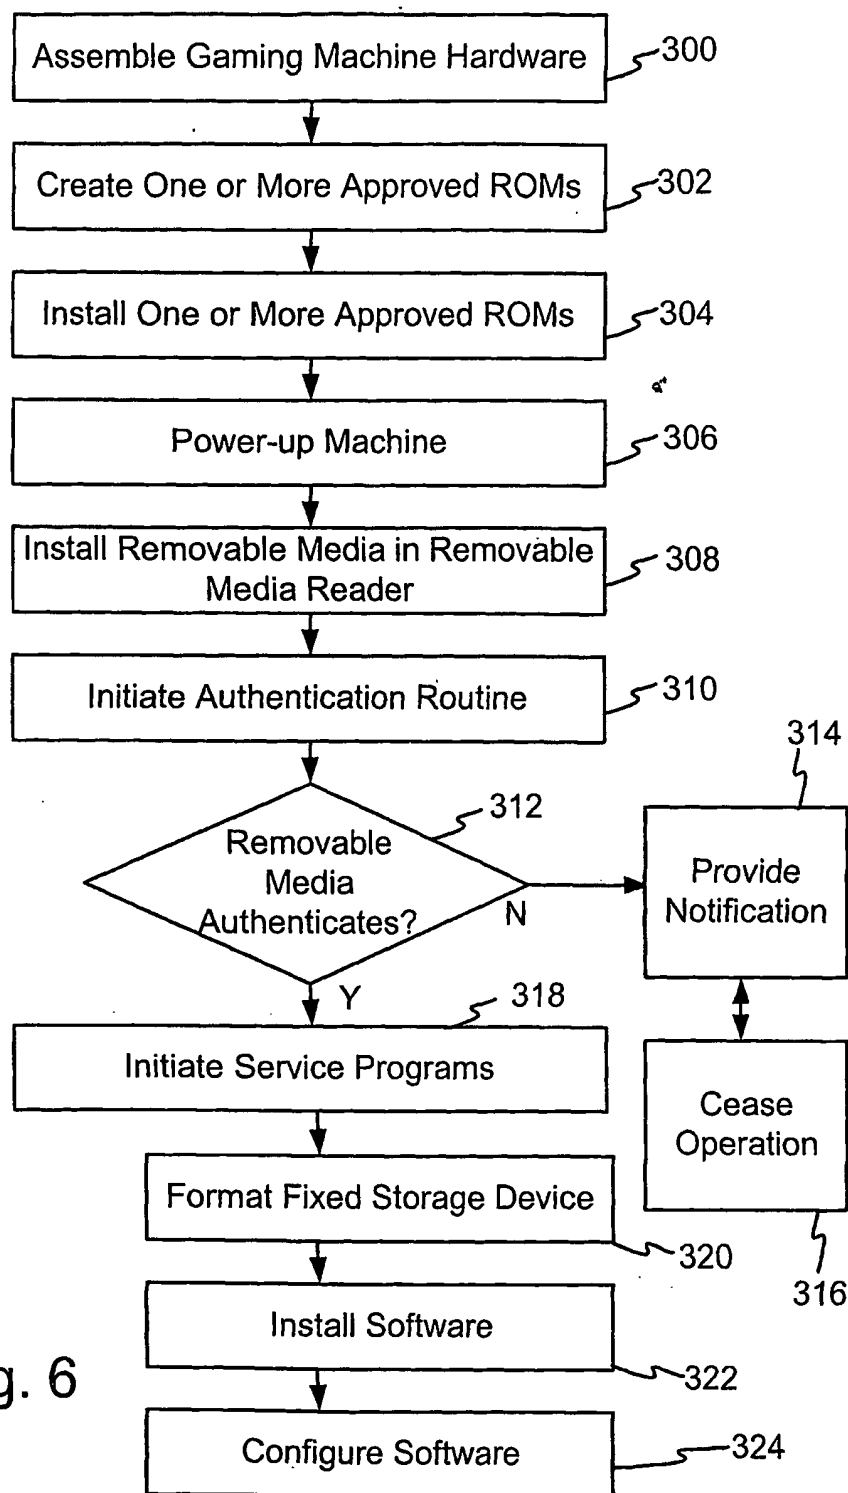 Assemble Gaming Machine Hardware
300
Create One or More Approved ROMs
302
Install One or More Approved ROMs
304
Power-up Machine
306
Install Removable Media in Removable
Media Reader
308
Initiate Authentication Routine
310
Removable
Media
Authenticates?
312
N
Y
314
Provide
Notification
Cease
Operation
316
318
Initiate Service Programs
Format Fixed Storage Device
320
Install Software
322
Configure Software
324
g. 6